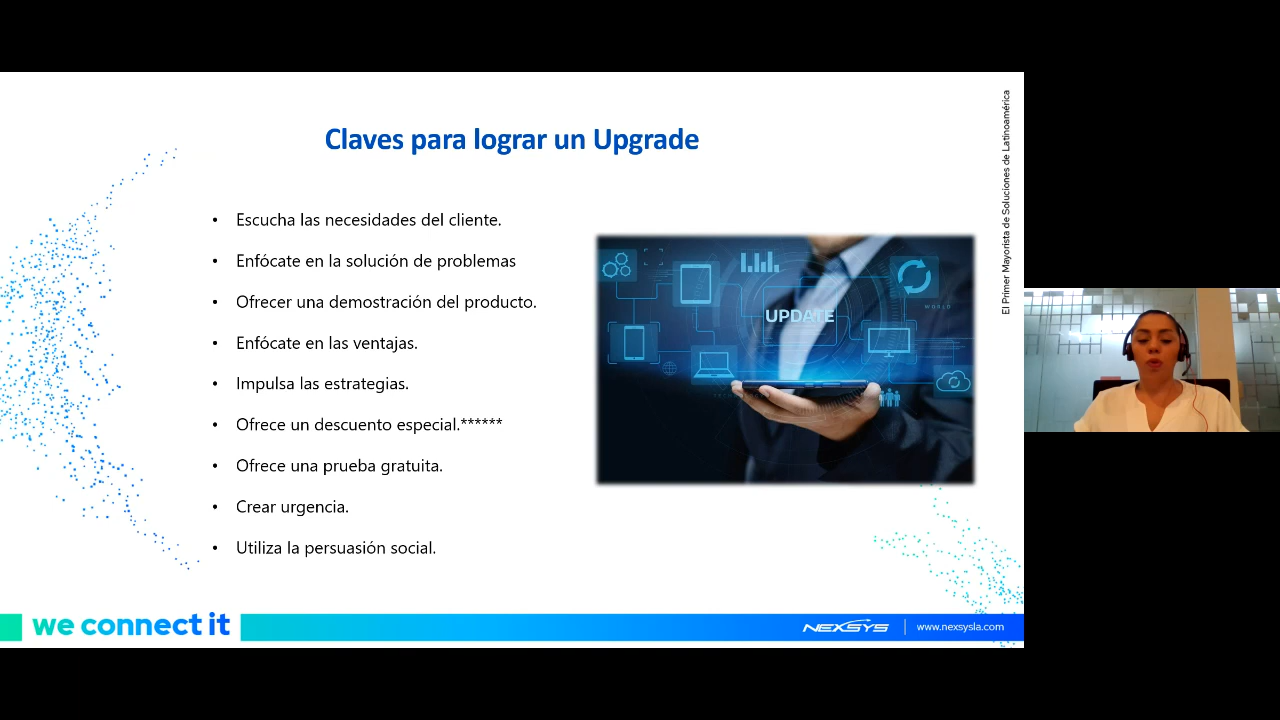 Claves para lograr un Upgrade
El Primer Mayorista de Soluciones de Latinoamérica
• Escucha las necesidades del cliente.
• Enfócate en la solución de problemas
• Ofrecer una demostración del producto.
• Enfócate en las ventajas.
• Impulsa las estrategias.
• Ofrece un descuento especial.******
• Ofrece una prueba gratuita.
• Crear urgencia.
• Utiliza la persuasión social.
UPDATE
WORLD
we connect it
NEXSYS
www.nexsysla.com